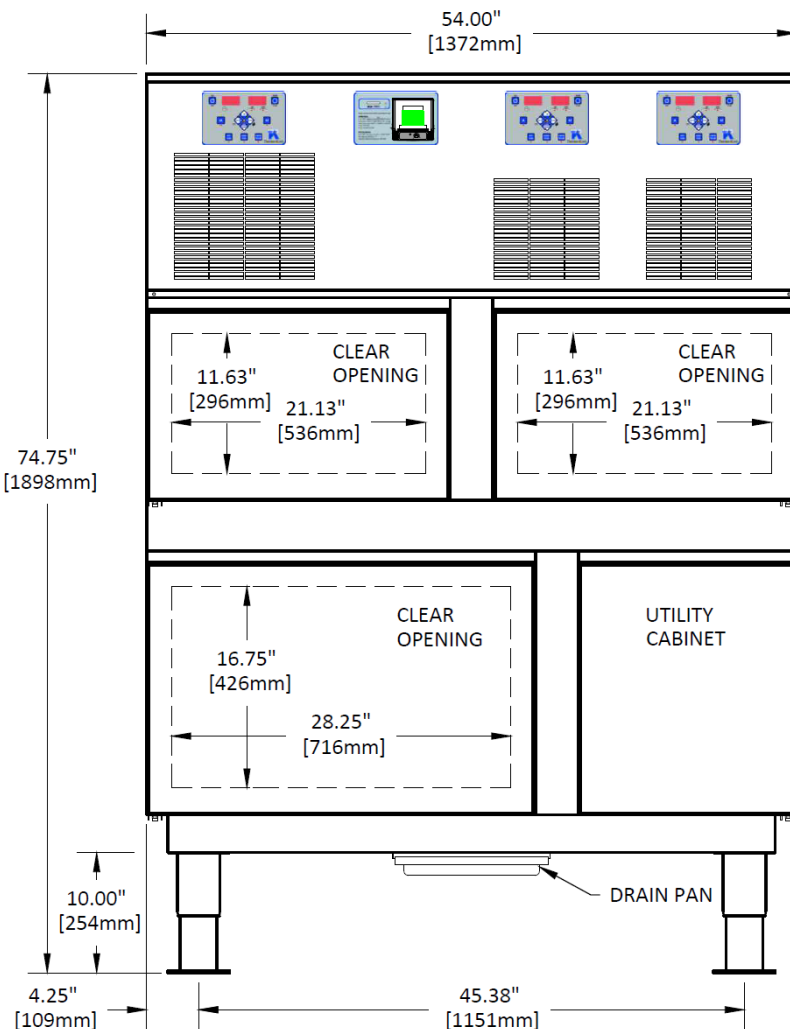 54.00"
[1372mm]
CLEAR
OPENING
11.63"
[296mm]
21.13"
[536mm]
CLEAR
OPENING
11.63"
[296mm]
21.13"
[536mm]
74.75"
[1898mm]
CLEAR
OPENING
16.75"
[426mm]
28.25"
[716mm]
UTILITY
CABINET
10.00"
[254mm]
DRAIN PAN
4.25"
[109mm]
45.38"
[1151mm]